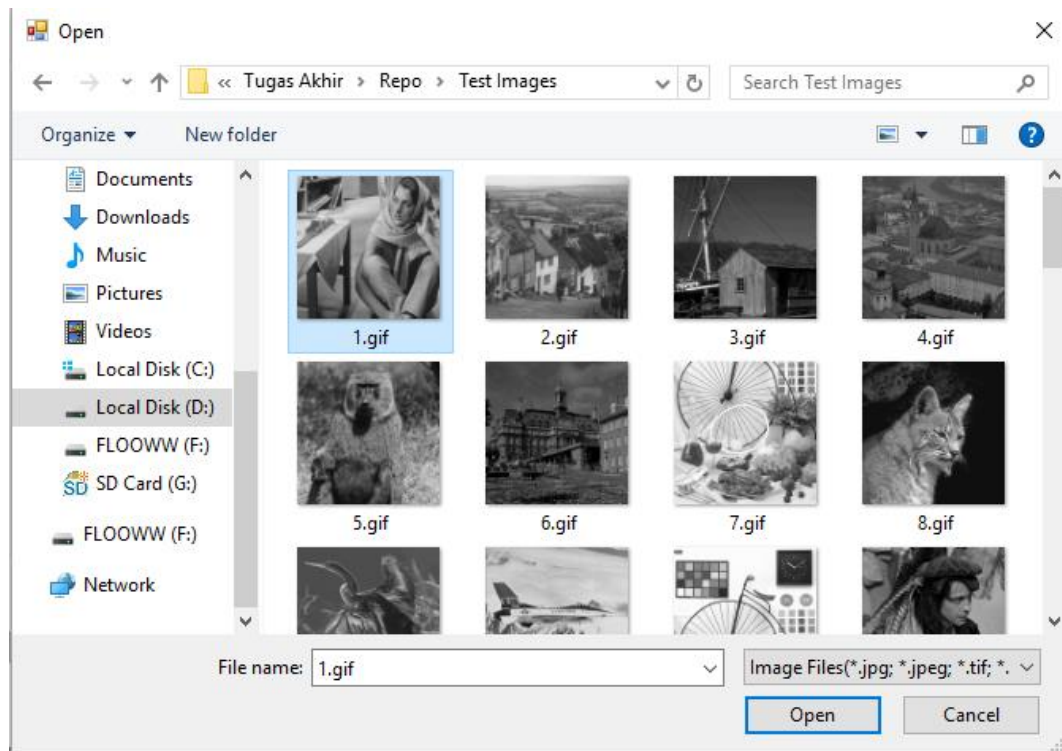 Open
« Tugas Akhir > Repo > Test Images
Search Test Images
Organize
New folder
Documents
Downloads
Music
Pictures
Videos
Local Disk (C:)
Local Disk (D:)
FLOOWW (F:)
SD Card (G:)
FLOOWW (F:)
Network
1.gif 2.gif 3.gif 4.gif
5.gif 6.gif 7.gif 8.gif
File name: 1.gif
Image Files(*.jpg; *.jpeg; *.tif; *.
Open Cancel